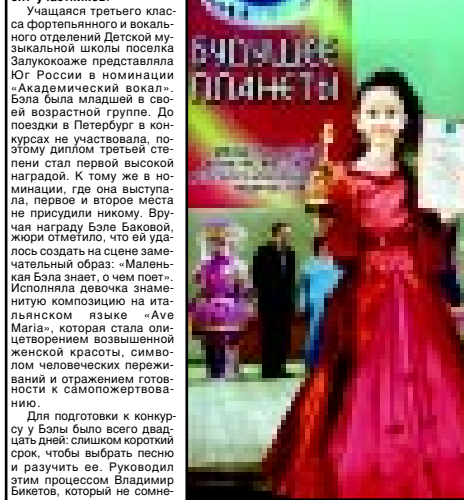 Учащаяся третьего клас-
са фортепьянного и вокаль-
ного отделений Детской му-
зыкальной школы поселка
Залукокоаже представляла
Юг России в номинации
«Академический вокал».
Бэла была младшей в сво-
ей возрастной группе. До
поездки в Петербург в кон-
курсах не участвовала, по-
этому диплом третьей сте-
пени стал первой высокой
наградой. К тому же в но-
минации, где она выступа-
ла, первое и второе места
не присудили никому. Вру-
чая награду Бэле Баковой,
жюри отметило, что ей уда-
лось создать на сцене заме-
чательный образ: «Малень-
кая Бэла знает, о чем поет».
Исполняла девочка знаме-
нитую композицию на ита-
льянском языке «Ave
Maria», которая стала оли-
цетворением возвышенной
женской красоты, симво-
лом человеческих пережи-
ваний и отражением готов-
ности к самопожертвова-
нию.
Для подготовки к конкур-
су у Бэлы было всего двад-
цать дней: слишком короткий
срок, чтобы выбрать песню
и разучить ее. Руководил
этим процессом Владимир
Бикетов, который не сомне-
БУДУЩЕЕ
ПЛАНЕТЫ